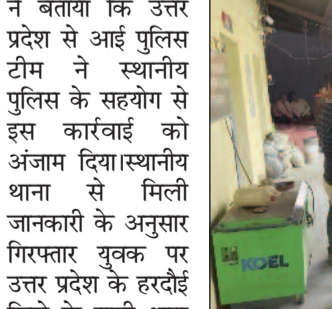 ने बताया कि उत्तर
प्रदेश से आई पुलिस
टीम ने स्थानीय
पुलिस के सहयोग से
इस कार्रवाई को
अंजाम दिया।स्थानीय
थाना से मिली
जानकारी के अनुसार
गिरफ्तार युवक पर
उत्तर प्रदेश के हरदोई
KOEL